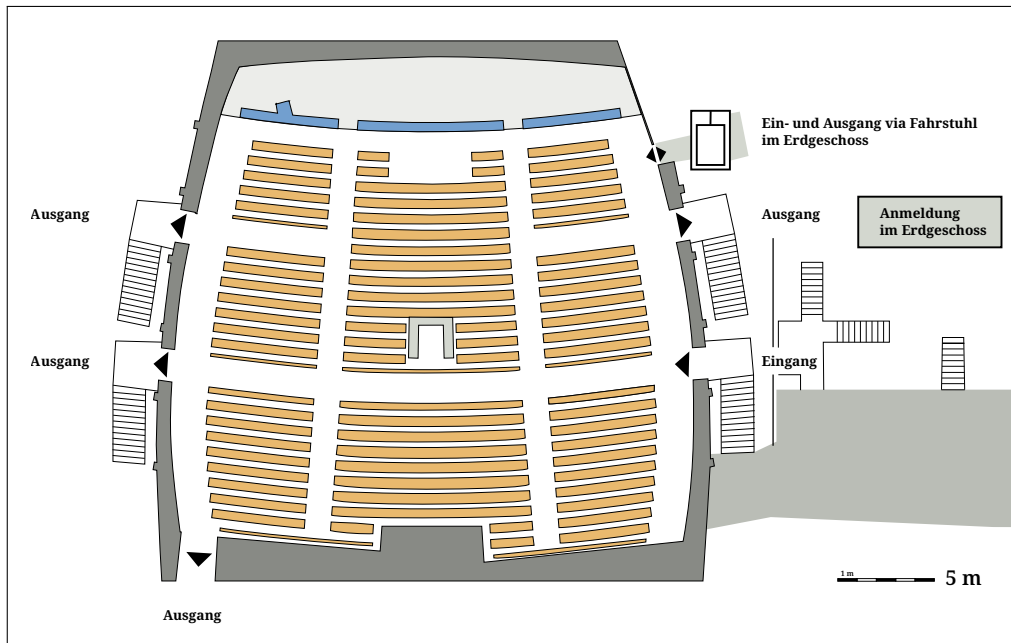 Ein- und Ausgang via Fahrstuhl
im Erdgeschoss
Ausgang
Ausgang
Anmeldung
im Erdgeschoss
Ausgang
Eingang
1 m
5 m
Ausgang